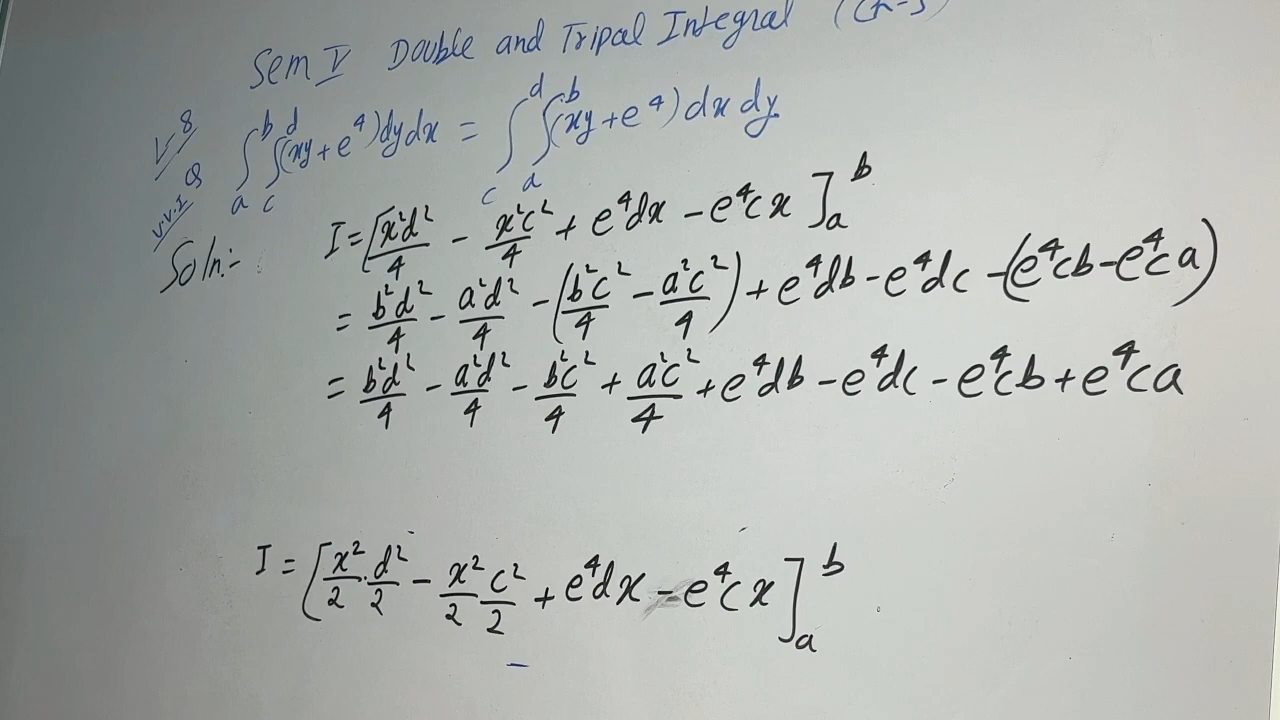 Sem V Double and Tripal Integral (Ch-5)
V 8
V.V.I Q ∫_a^b ∫_c^d (xy + e^4) dy dx = ∫_c^d ∫_a^b (xy + e^4) dx dy
Soln:- I = [x²d²/4 - x²c²/4 + e^4dx - e^4cx]_a^b
= b²d²/4 - a²d²/4 - (b²c²/4 - a²c²/4) + e^4db - e^4dc - (e^4cb - e^4ca)
= b²d²/4 - a²d²/4 - b²c²/4 + a²c²/4 + e^4db - e^4dc - e^4cb + e^4ca
I = [x²/2 · d²/2 - x²/2 c²/2 + e^4dx - e^4cx]_a^b